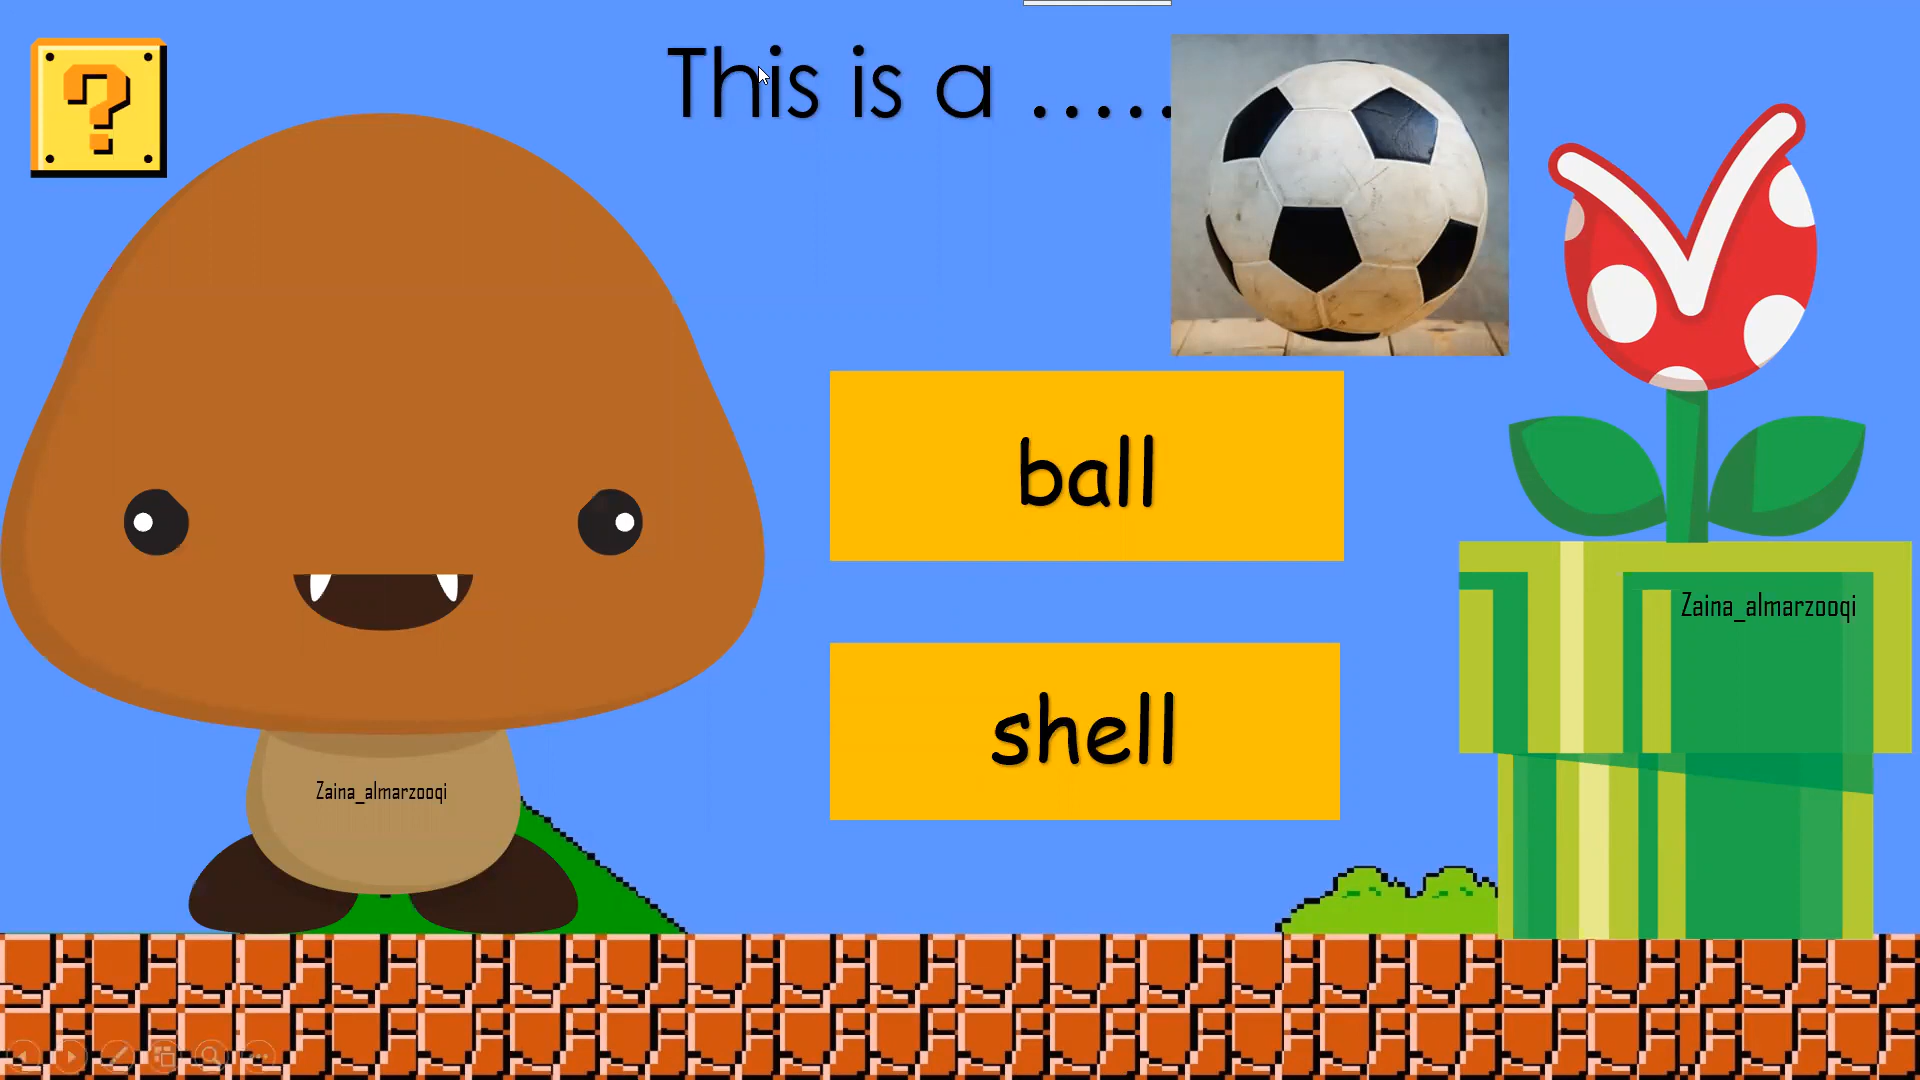 This is a .....
ball
shell
Zaina_almarzooqi
Zaina_almarzooqi
?